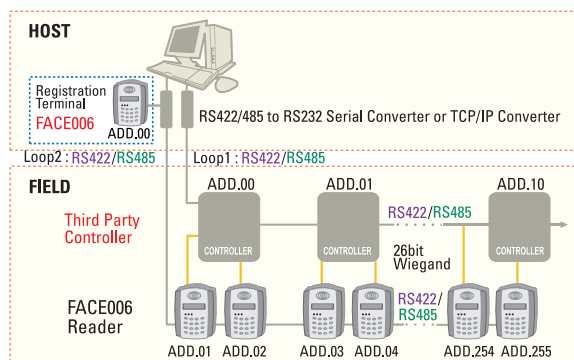 HOST
Registration
Terminal
FACE006
ADD.00
RS422/485 to RS232 Serial Converter or TCP/IP Converter
Loop2 : RS422/RS485
Loop1 : RS422/RS485
FIELD
ADD.00
ADD.01
ADD.10
Third Party
Controller
RS422/RS485
CONTROLLER
CONTROLLER
CONTROLLER
26bit
Wiegand
FACE006
Reader
RS422/
RS485
ADD.01
ADD.02
ADD.03
ADD.04
ADD.254
ADD.255